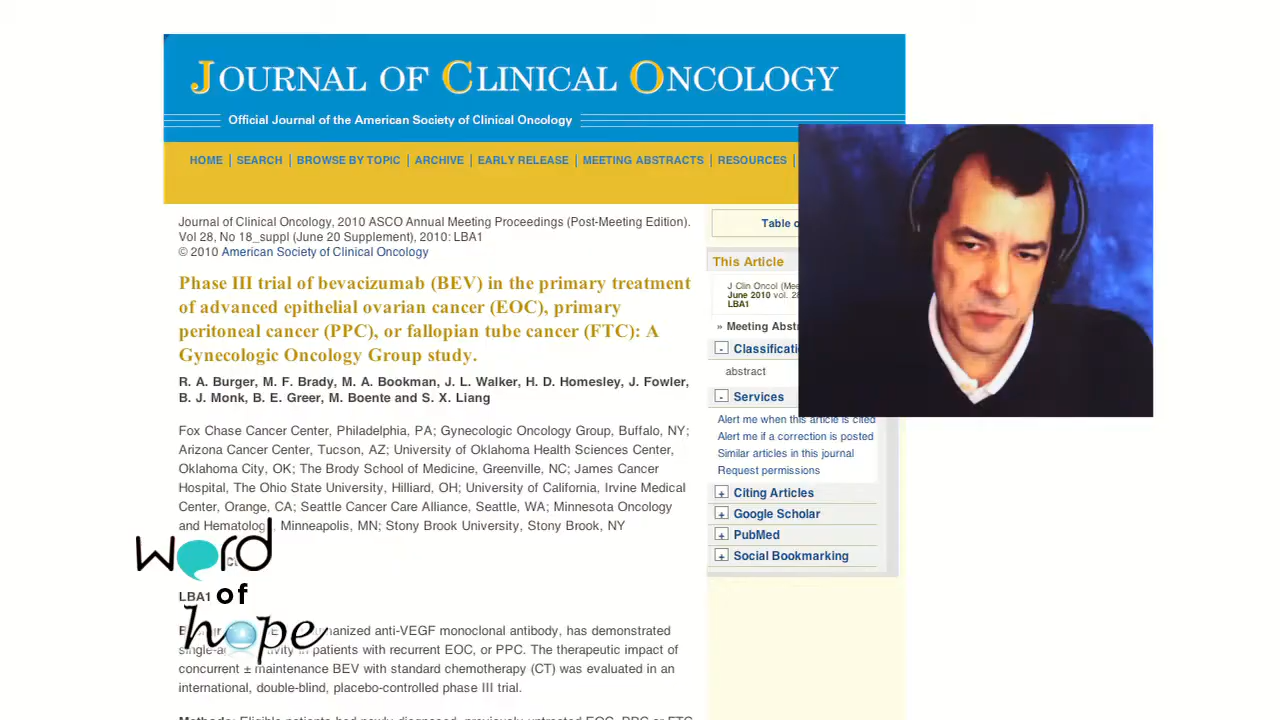 JOURNAL OF CLINICAL ONCOLOGY
Official Journal of the American Society of Clinical Oncology
HOME | SEARCH | BROWSE BY TOPIC | ARCHIVE | EARLY RELEASE | MEETING ABSTRACTS | RESOURCES |
Journal of Clinical Oncology, 2010 ASCO Annual Meeting Proceedings (Post-Meeting Edition).
Vol 28, No 18_suppl (June 20 Supplement), 2010: LBA1
© 2010 American Society of Clinical Oncology
Phase III trial of bevacizumab (BEV) in the primary treatment
of advanced epithelial ovarian cancer (EOC), primary
peritoneal cancer (PPC), or fallopian tube cancer (FTC): A
Gynecologic Oncology Group study.
R. A. Burger, M. F. Brady, M. A. Bookman, J. L. Walker, H. D. Homesley, J. Fowler,
B. J. Monk, B. E. Greer, M. Boente and S. X. Liang
Fox Chase Cancer Center, Philadelphia, PA; Gynecologic Oncology Group, Buffalo, NY;
Arizona Cancer Center, Tucson, AZ; University of Oklahoma Health Sciences Center,
Oklahoma City, OK; The Brody School of Medicine, Greenville, NC; James Cancer
Hospital, The Ohio State University, Hilliard, OH; University of California, Irvine Medical
Center, Orange, CA; Seattle Cancer Care Alliance, Seattle, WA; Minnesota Oncology
and Minneapolis, MN; Stony Brook University, Stony Brook, NY
LBA1
humanized anti-VEGF monoclonal antibody, has demonstrated
in patients with recurrent EOC, or PPC. The therapeutic impact of
concurrent ± maintenance BEV with standard chemotherapy (CT) was evaluated in an
international, double-blind, placebo-controlled phase III trial.
word
of
hope
Table
This Article
J Clin Oncol
June 2010 vol.
LBA1
» Meeting
- 
abstract
- Services
Alert me when this article is cited
Alert me if a correction is posted
Similar articles in this journal
Request permissions
+ Citing Articles
+ Google Scholar
+ PubMed
+ Social Bookmarking